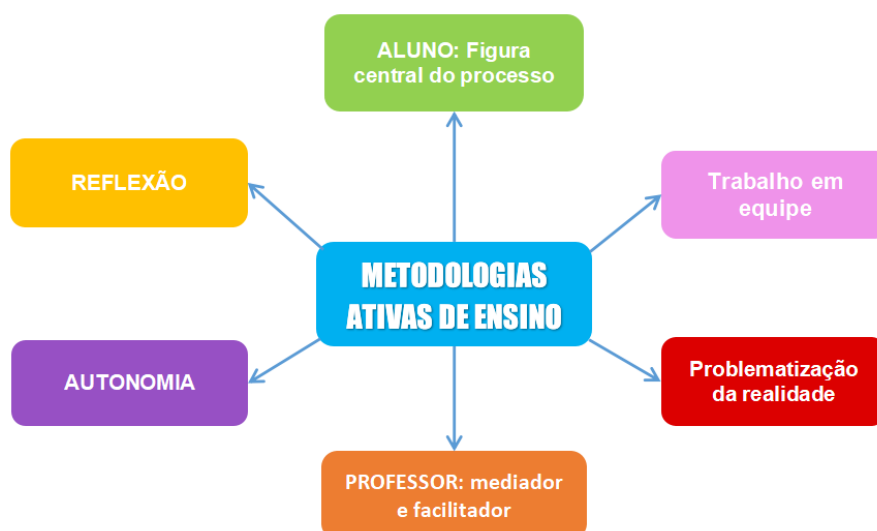 ALUNO: Figura
central do processo
REFLEXÃO
Trabalho em
equipe
METODOLOGIAS
ATIVAS DE ENSINO
AUTONOMIA
Problematização
da realidade
PROFESSOR: mediador
e facilitador